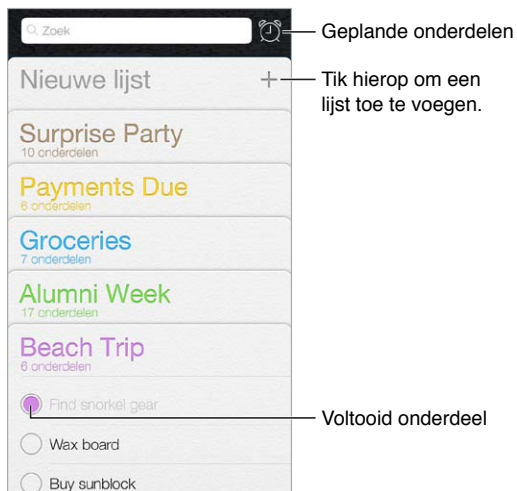 Zoek
Geplande onderdelen
Nieuwe lijst
Tik hierop om een
lijst toe te voegen.
Surprise Party
10 onderdelen
Payments Due
6 onderdelen
Groceries
7 onderdelen
Alumni Week
17 onderdelen
Beach Trip
6 onderdelen
Find snorkel gear
Voltooid onderdeel
Wax board
Buy sunblock